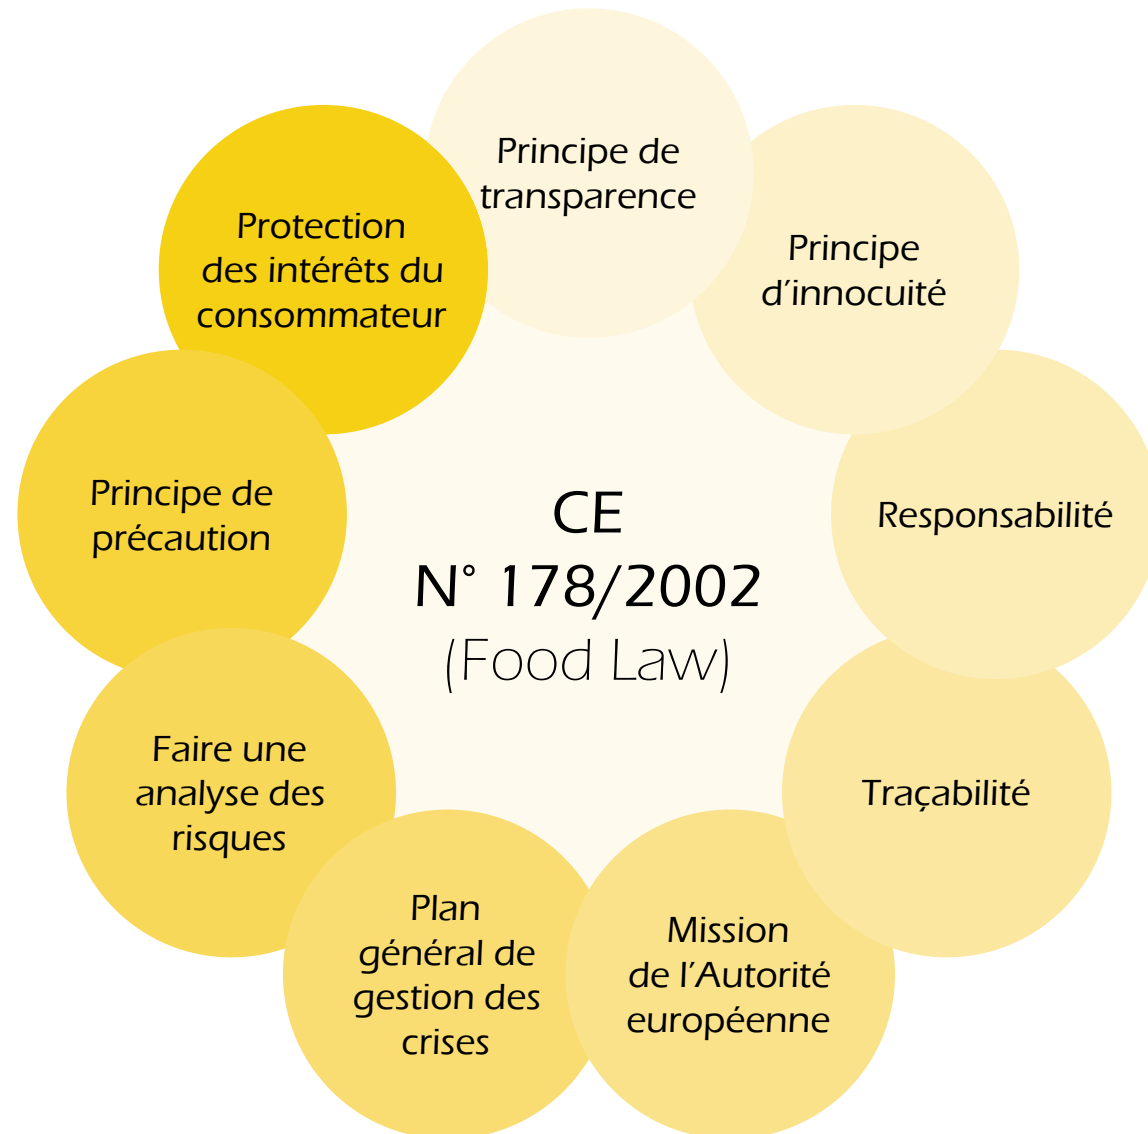 Principe de
transparence
Principe
d'innocuité
Responsabilité
Traçabilité
Mission
de l'Autorité
européenne
Plan
général de
gestion des
crises
Faire une
analyse des
risques
Principe de
précaution
Protection
des intérêts du
consommateur
CE
N° 178/2002
(Food Law)